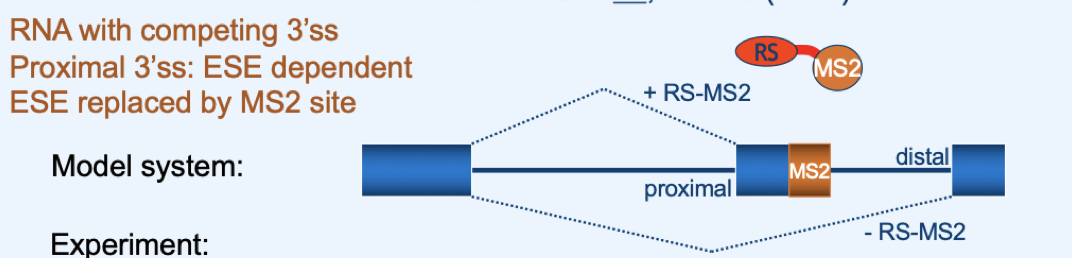 RNA with competing 3'ss
Proximal 3'ss: ESE dependent
ESE replaced by MS2 site
RS
MS2
+ RS-MS2
Model system:
proximal
MS2
distal
- RS-MS2
Experiment: